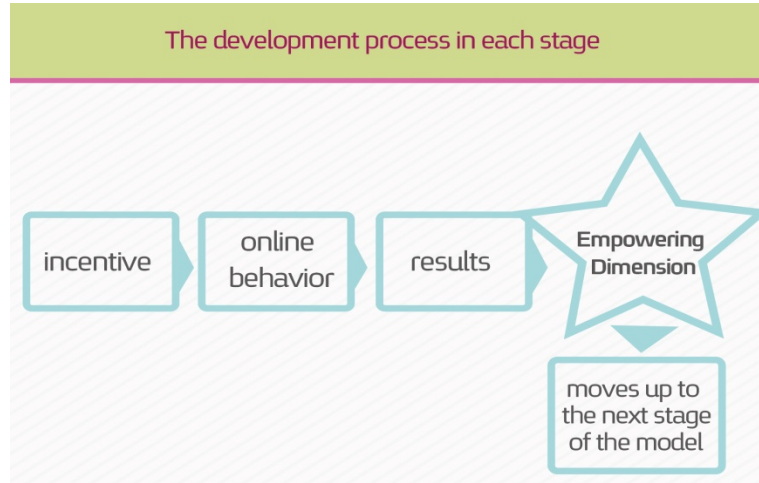 The development process in each stage
incentive
online
behavior
results
Empowering
Dimension
moves up to
the next stage
of the model